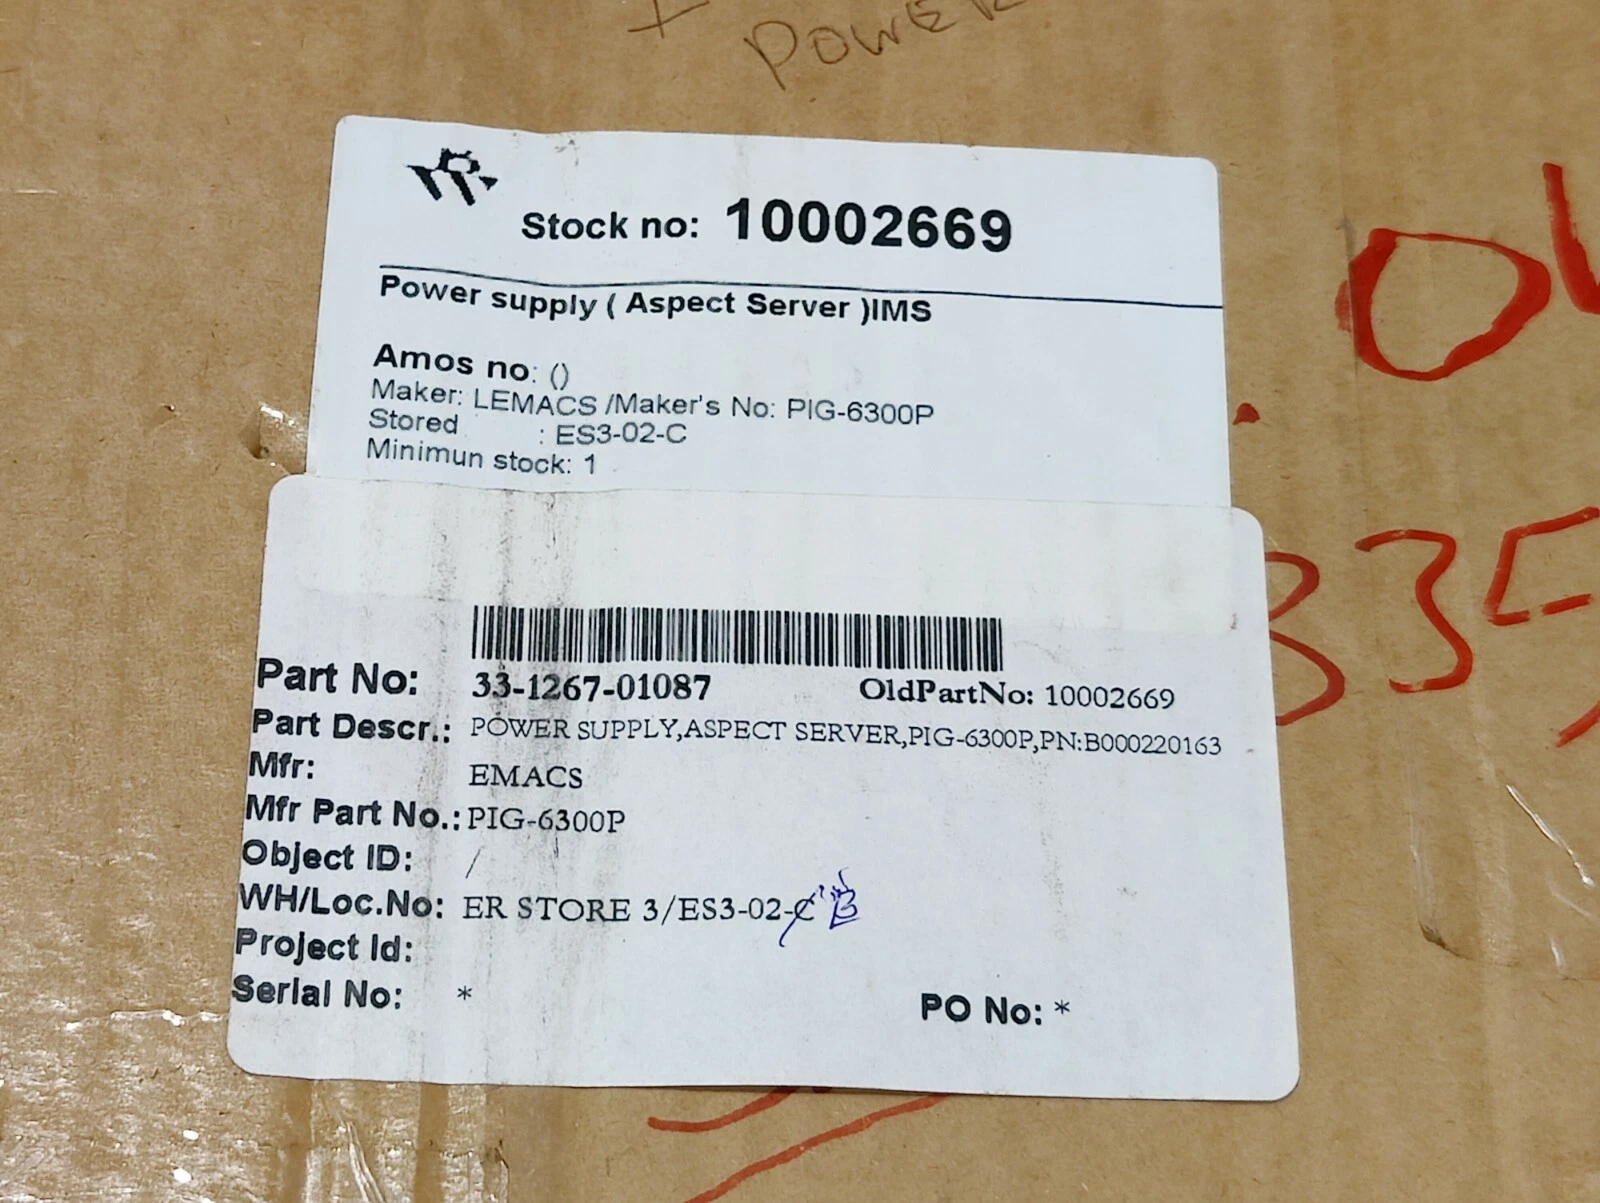 POWER
Stock no: 10002669
Power supply ( Aspect Server )IMS
Amos no: ()
Maker: LEMACS /Maker's No: PIG-6300P
Stored : ES3-02-C
Minimun stock: 1
335
Part No: 33-1267-01087 OldPartNo: 10002669
Part Descr.: POWER SUPPLY,ASPECT SERVER,PIG-6300P,PN:B000220163
Mfr: EMACS
Mfr Part No.: PIG-6300P
Object ID: /
WH/Loc.No: ER STORE 3/ES3-02-C B
Project Id:
Serial No: * PO No: *